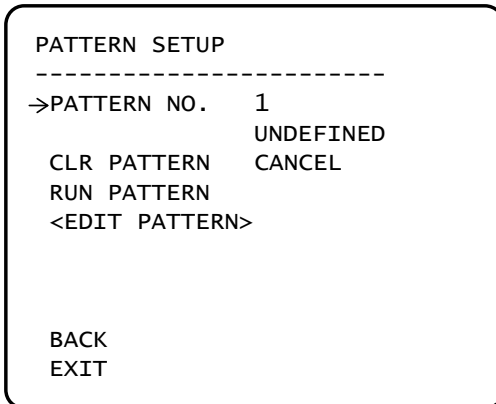 PATTERN SETUP
------------------------
→PATTERN NO. 1
UNDEFINED
CLR PATTERN CANCEL
RUN PATTERN
<EDIT PATTERN>
BACK
EXIT